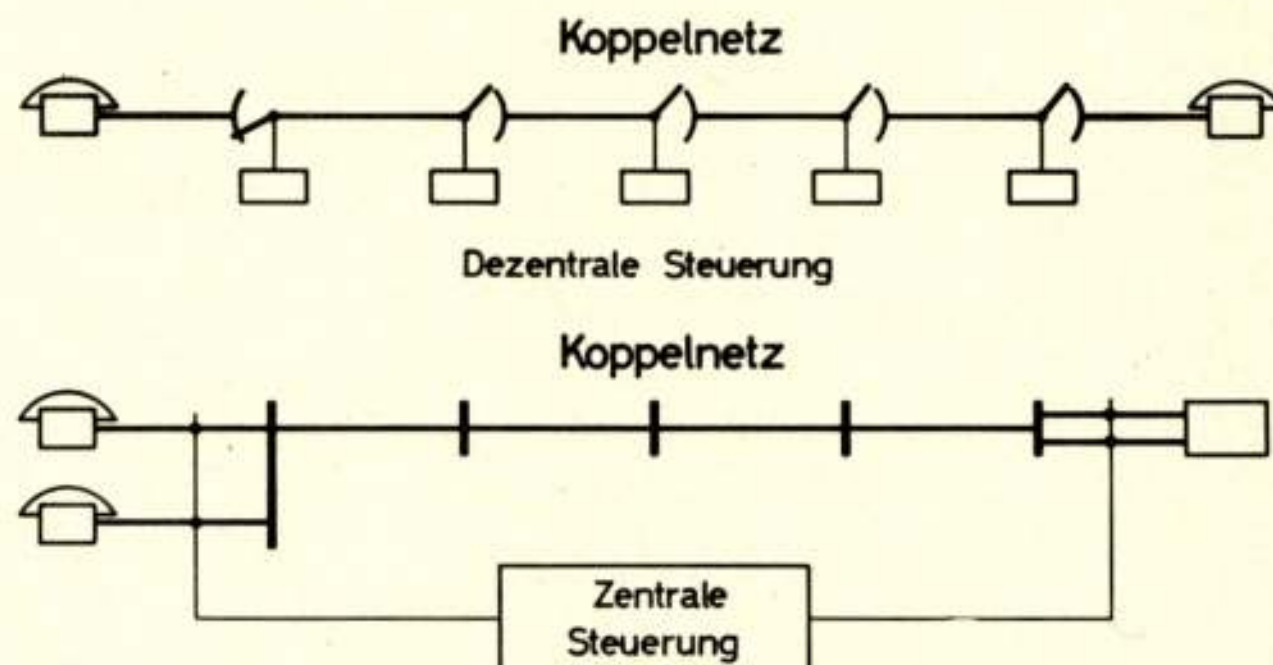 Koppelnetz
Dezentrale Steuerung
Koppelnetz
Zentrale
Steuerung